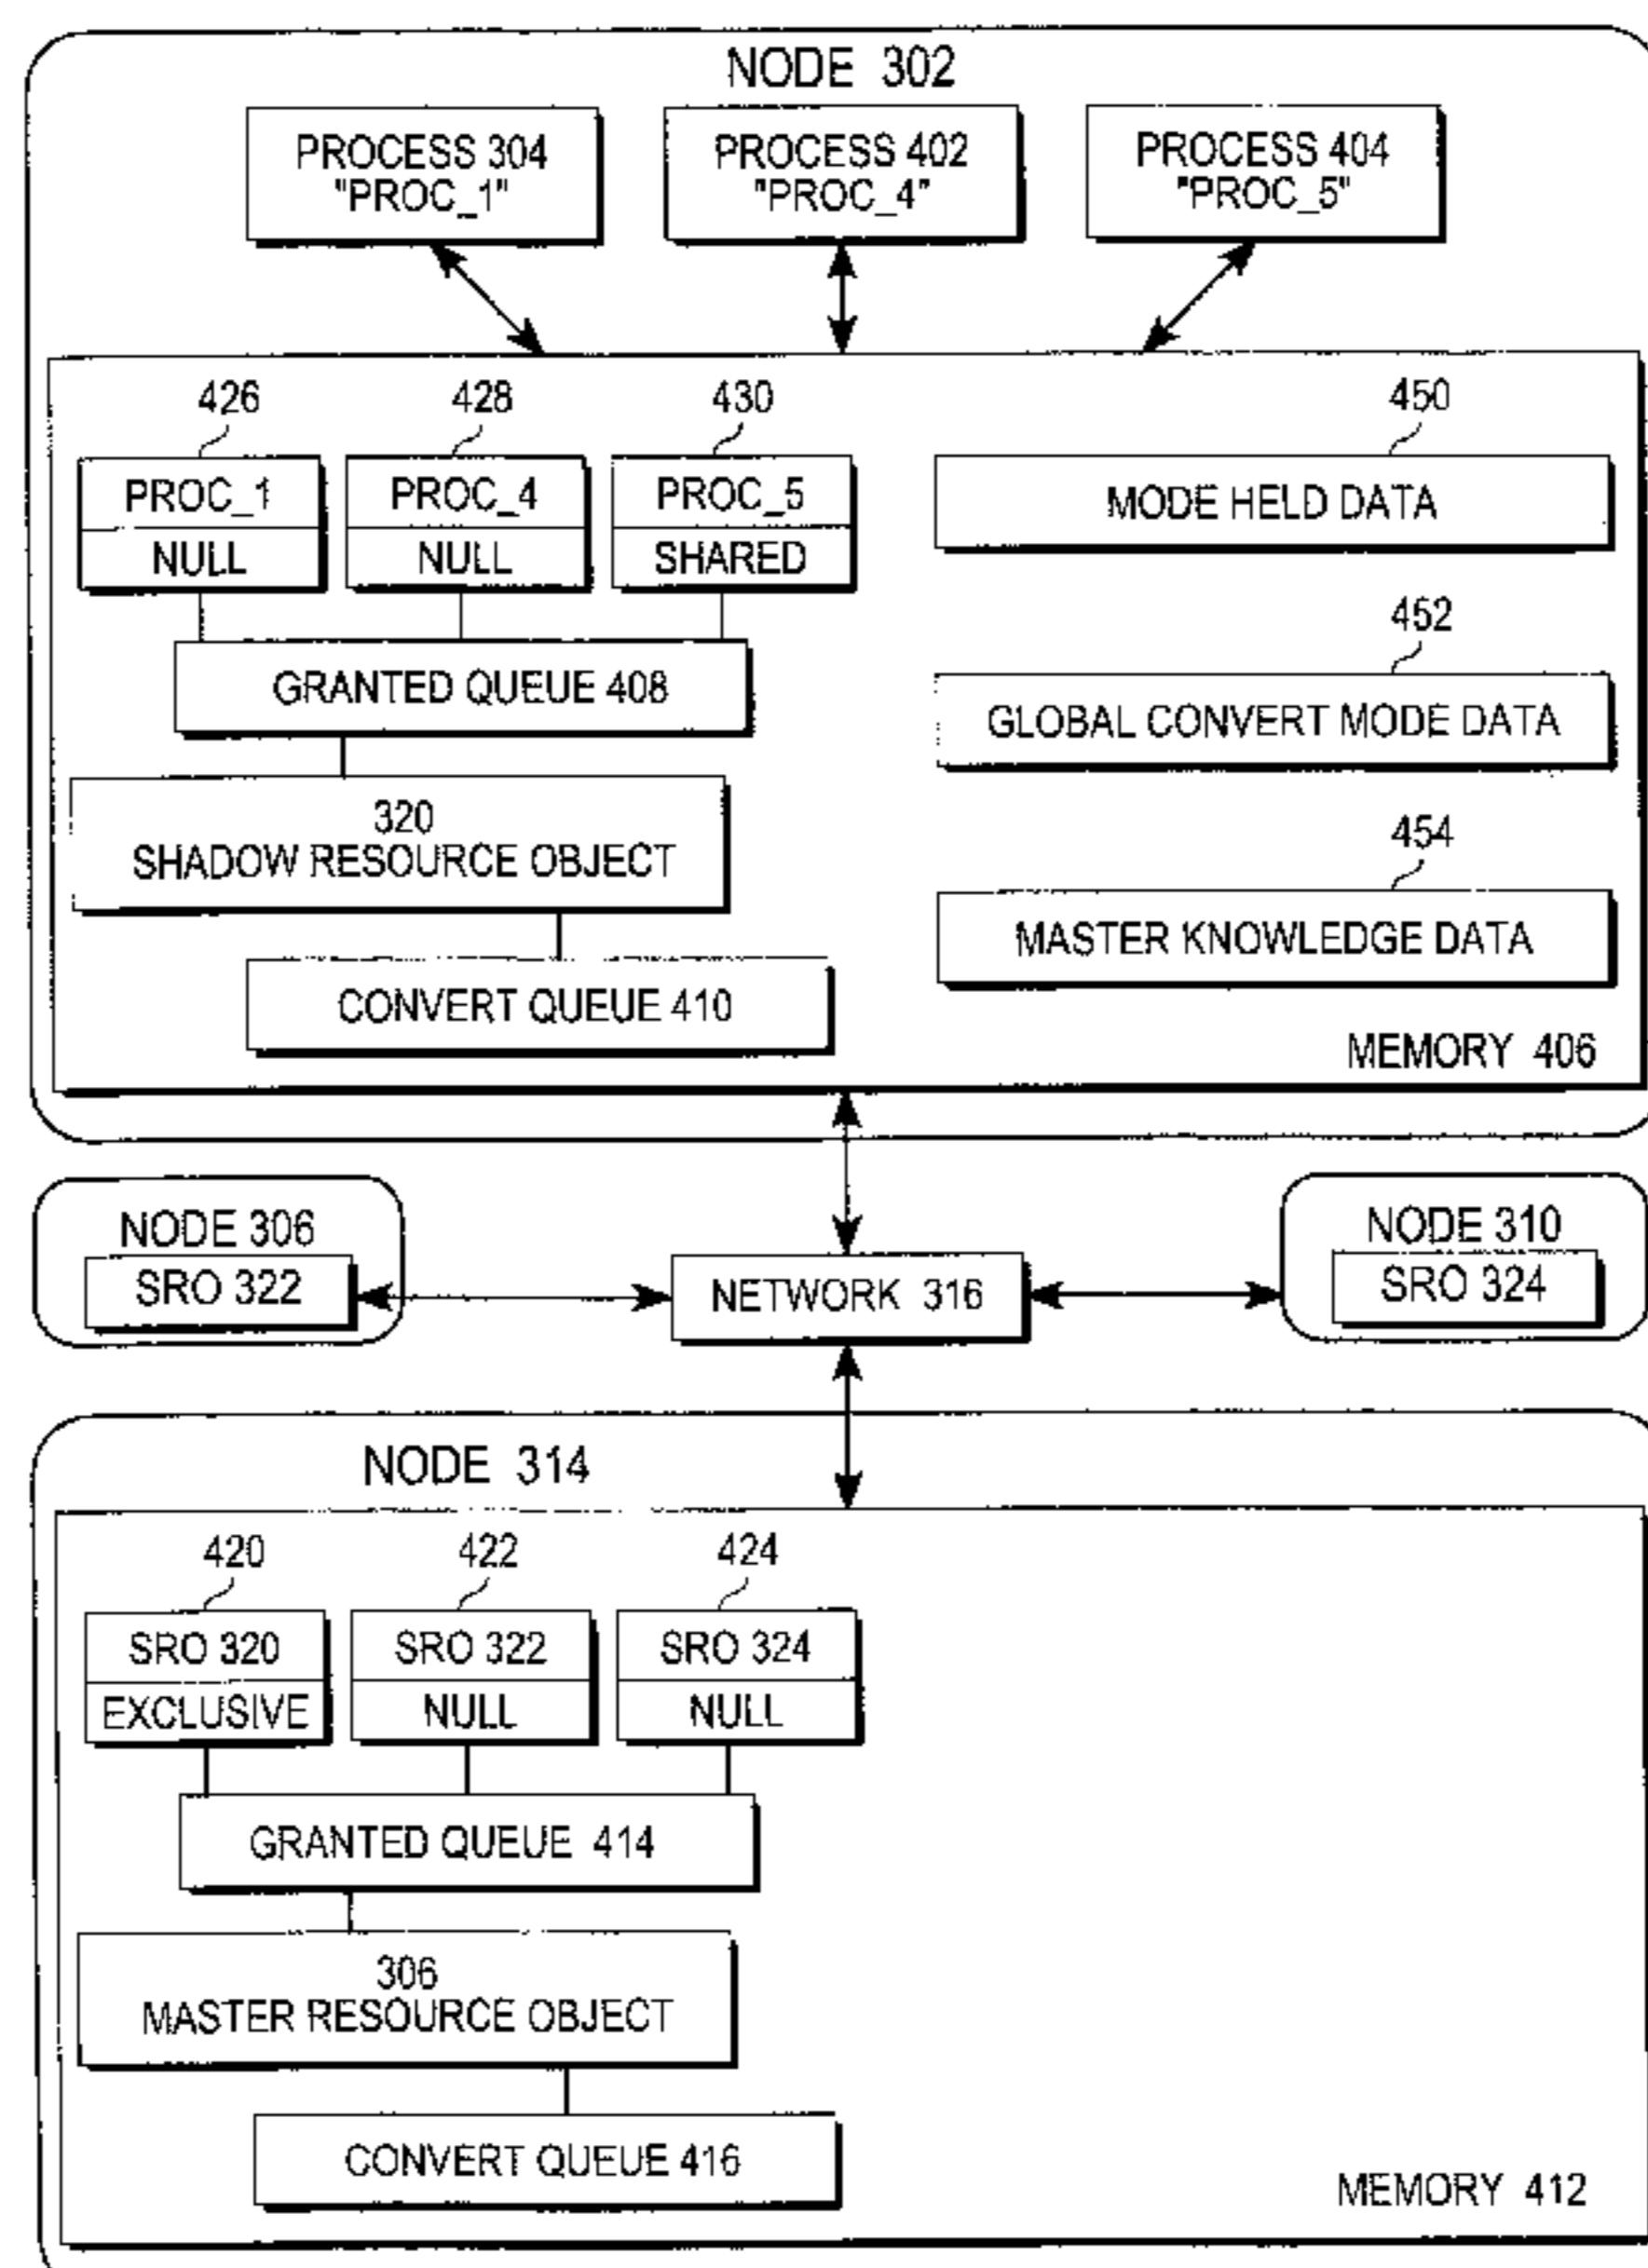 NODE 302
PROCESS 304
"PROC_1"
PROCESS 402
"PROC_4"
PROCESS 404
"PROC_5"
426
428
430
450
PROC_1
NULL
PROC_4
NULL
PROC_5
SHARED
MODE HELD DATA
452
GRANTED QUEUE 408
GLOBAL CONVERT MODE DATA
320
SHADOW RESOURCE OBJECT
454
MASTER KNOWLEDGE DATA
CONVERT QUEUE 410
MEMORY 406
NODE 306
SRO 322
NETWORK 316
NODE 310
SRO 324
NODE 314
420
422
424
SRO 320
EXCLUSIVE
SRO 322
NULL
SRO 324
NULL
GRANTED QUEUE 414
306
MASTER RESOURCE OBJECT
CONVERT QUEUE 416
MEMORY 412